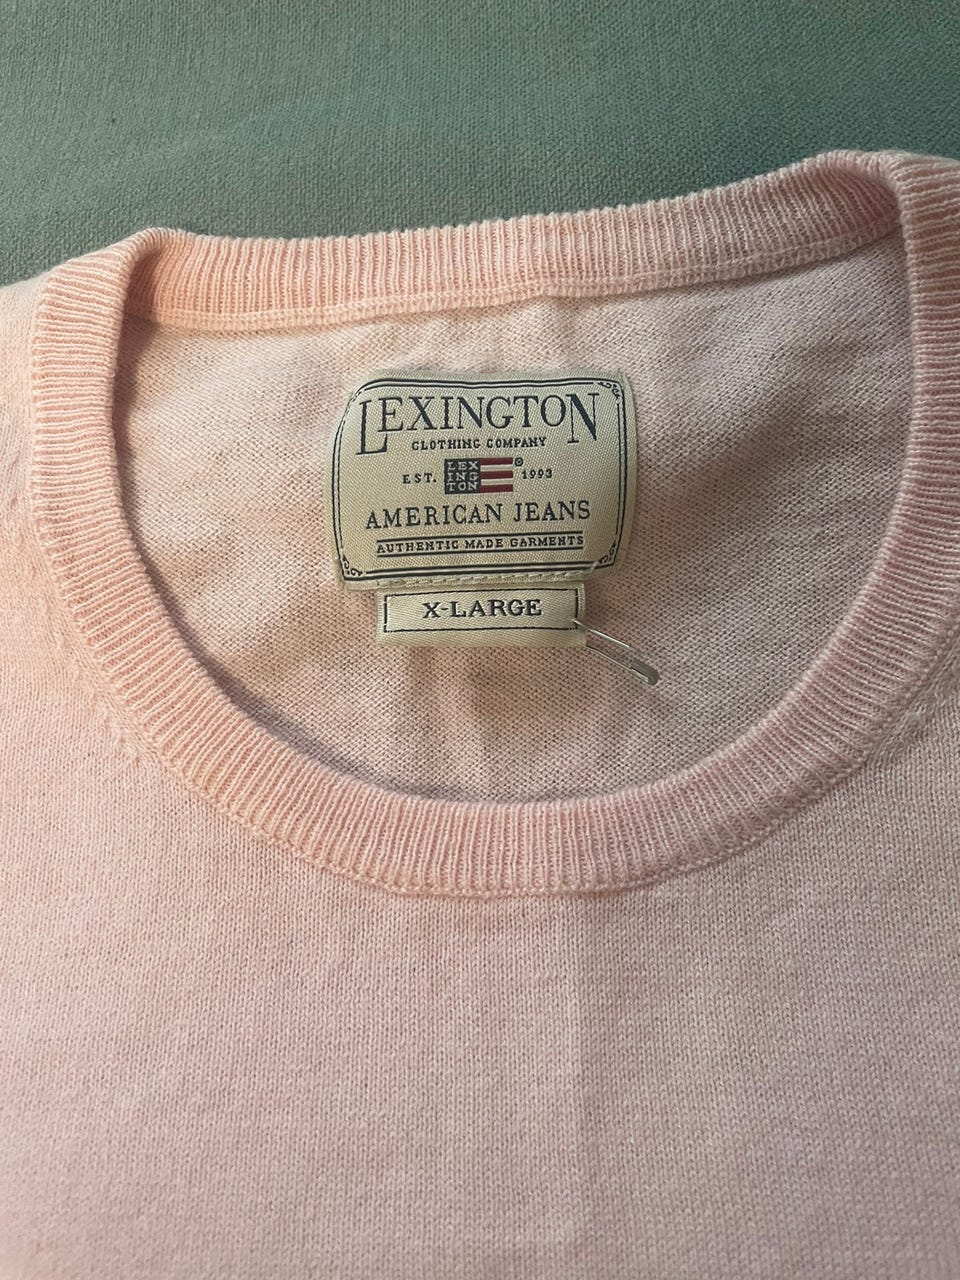 LEXINGTON
CLOTHING COMPANY
EST. LEX ING TON ® 1993
AMERICAN JEANS
AUTHENTIC MADE GARMENTS
X-LARGE